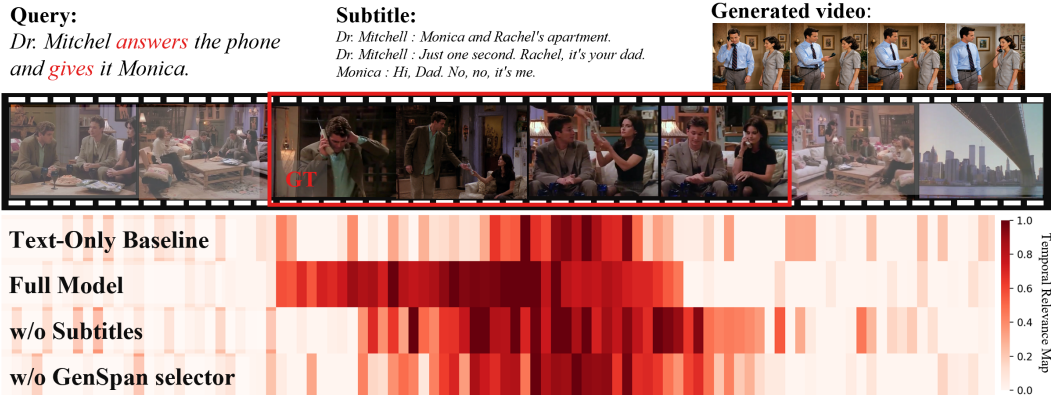 Query:
Dr. Mitchel answers the phone
and gives it Monica.
Subtitle:
Dr. Mitchell : Monica and Rachel's apartment.
Dr. Mitchell : Just one second. Rachel, it's your dad.
Monica : Hi, Dad. No, no, it's me.
Generated video:
GT
Text-Only Baseline
Full Model
w/o Subtitles
w/o GenSpan selector
1.0
0.8
0.6
0.4
0.2
0.0
Temporal Relevance Map